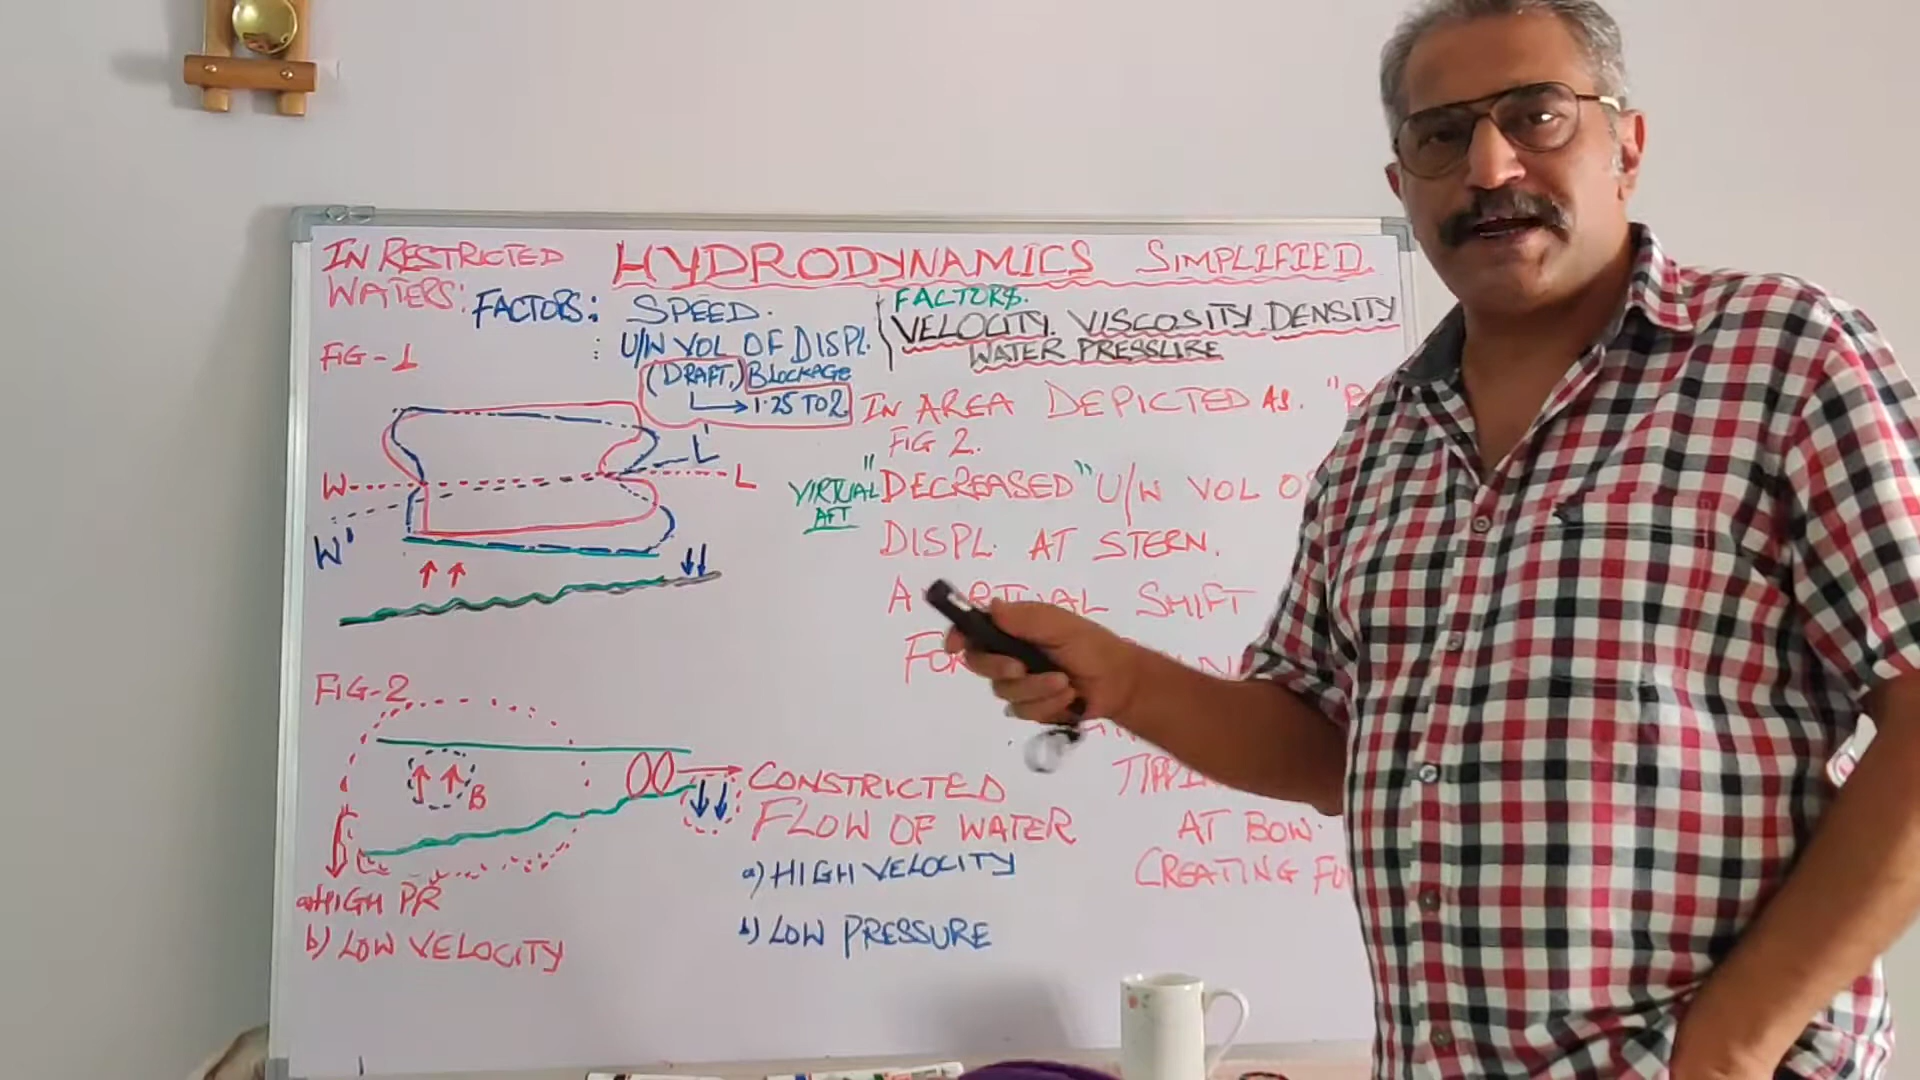 IN RESTRICTED
WATERS:
HYDRODYNAMICS SIMPLIFIED
FACTORS: SPEED.
: U/W VOL OF DISPL.
(DRAFT,) BLOCKAGE
1.25 TO 2
FACTORS.
VELOCITY. VISCOSITY. DENSITY
WATER PRESSURE
FIG-1
W L' L
W'
IN AREA DEPICTED AS.
FIG 2.
VIRTUAL "DECREASED" U/W VOL
AFT
DISPL. AT STERN.
A SHIFT
FIG-2
B
CONSTRICTED
FLOW OF WATER
a) HIGH VELOCITY
b) LOW PRESSURE
a) HIGH PR
b) LOW VELOCITY
AT BOW.
CREATING